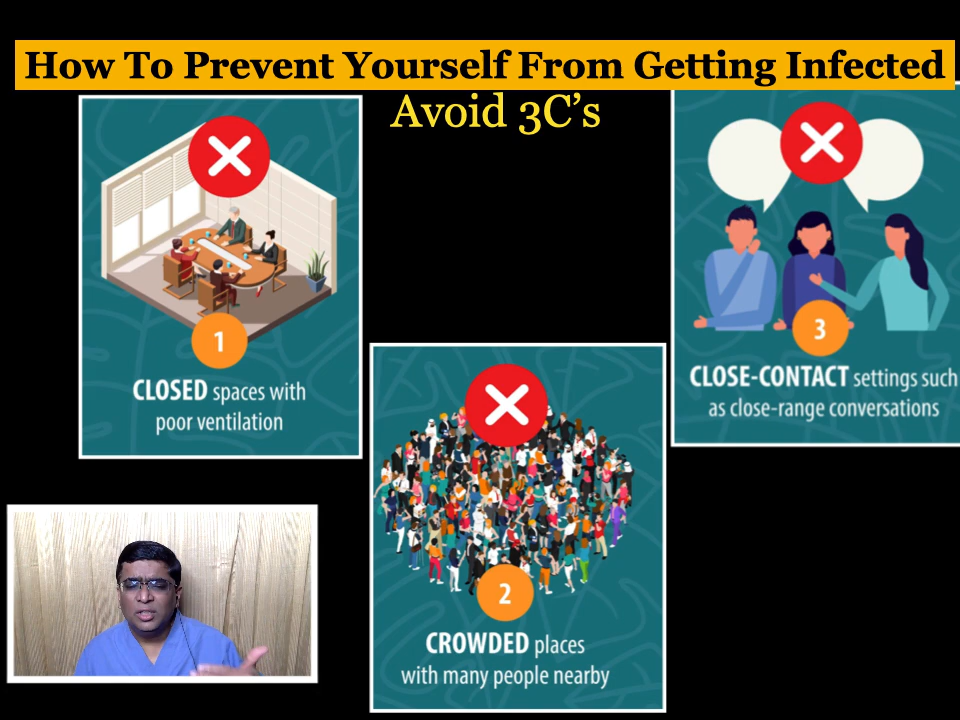 How To Prevent Yourself From Getting Infected
Avoid 3C’s
1
CLOSED spaces with
poor ventilation
2
CROWDED places
with many people nearby
3
CLOSE-CONTACT settings such
as close-range conversations